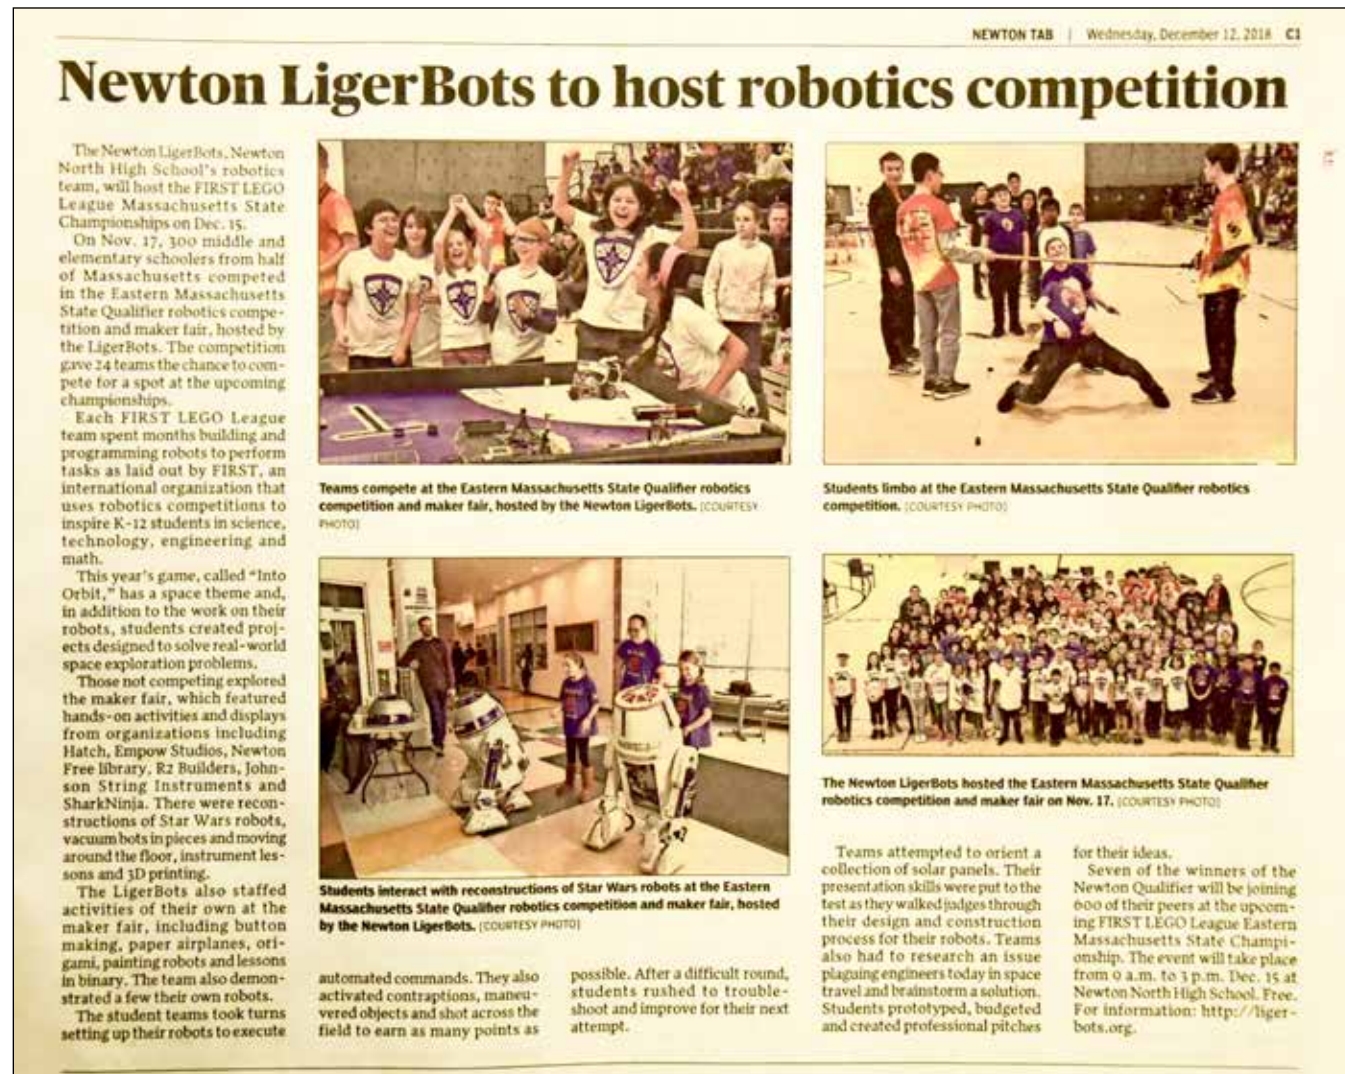 NEWTON TAB | Wednesday, December 12, 2018 C1
Newton LigerBots to host robotics competition
The Newton LigerBots, Newton
North High School's robotics
team, will host the FIRST LEGO
League Massachusetts State
Championships on Dec. 15.
On Nov. 17, 300 middle and
elementary schoolers from half
of Massachusetts competed
in the Eastern Massachusetts
State Qualifier robotics compe-
tition and maker fair, hosted by
the LigerBots. The competition
gave 24 teams the chance to com-
pete for a spot at the upcoming
championships.
Each FIRST LEGO League
team spent months building and
programming robots to perform
tasks as laid out by FIRST, an
international organization that
uses robotics competitions to
inspire K-12 students in science,
technology, engineering and
math.
This year's game, called "Into
Orbit," has a space theme and,
in addition to the work on their
robots, students created proj-
ects designed to solve real-world
space exploration problems.
Those not competing explored
the maker fair, which featured
hands-on activities and displays
from organizations including
Hatch, Empow Studios, Newton
Free library, R2 Builders, John-
son String Instruments and
SharkNinja. There were recon-
structions of Star Wars robots,
vacuum bots in pieces and moving
around the floor, instrument les-
sons and 3D printing.
The LigerBots also staffed
activities of their own at the
maker fair, including button
making, paper airplanes, ori-
gami, painting robots and lessons
in binary. The team also demon-
strated a few their own robots.
The student teams took turns
setting up their robots to execute
Teams compete at the Eastern Massachusetts State Qualifier robotics
competition and maker fair, hosted by the Newton LigerBots. [COURTESY
PHOTO]
Students limbo at the Eastern Massachusetts State Qualifier robotics
competition. [COURTESY PHOTO]
Students interact with reconstructions of Star Wars robots at the Eastern
Massachusetts State Qualifier robotics competition and maker fair, hosted
by the Newton LigerBots. [COURTESY PHOTO]
The Newton LigerBots hosted the Eastern Massachusetts State Qualifier
robotics competition and maker fair on Nov. 17. [COURTESY PHOTO]
automated commands. They also
activated contraptions, maneu-
vered objects and shot across the
field to earn as many points as
possible. After a difficult round,
students rushed to trouble-
shoot and improve for their next
attempt.
Teams attempted to orient a
collection of solar panels. Their
presentation skills were put to the
test as they walked judges through
their design and construction
process for their robots. Teams
also had to research an issue
plaguing engineers today in space
travel and brainstorm a solution.
Students prototyped, budgeted
and created professional pitches
for their ideas.
Seven of the winners of the
Newton Qualifier will be joining
600 of their peers at the upcom-
ing FIRST LEGO League Eastern
Massachusetts State Champi-
onship. The event will take place
from 9 a.m. to 3 p.m. Dec. 15 at
Newton North High School. Free.
For information: http://liger-
bots.org.